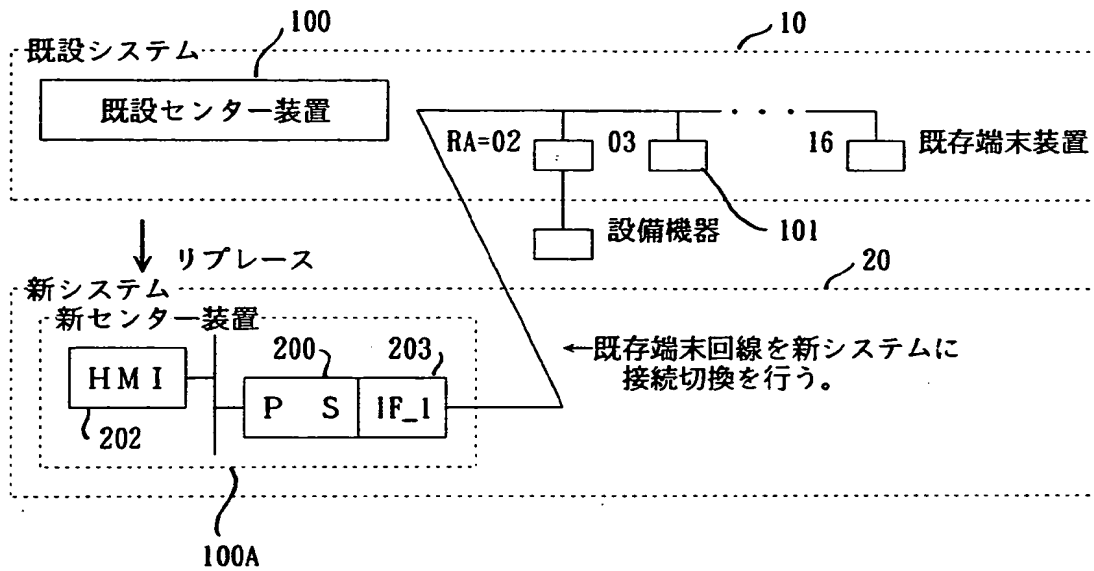 100
10
既設システム
既設センター装置
RA=02
03
16
既存端末装置
設備機器
101
リプレース
20
新システム
新センター装置
200
203
←既存端末回線を新システムに
接続切換を行う。
HMI
P S
IF_1
202
100A